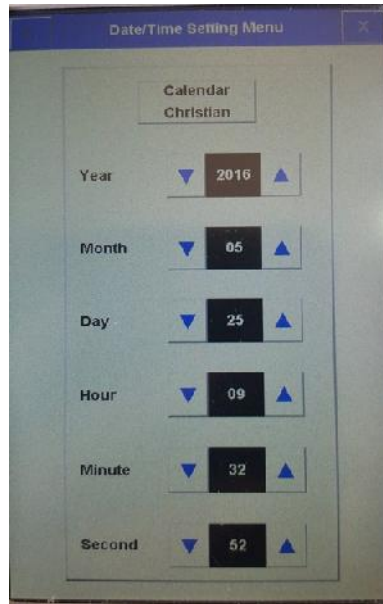 Date/Time Setting Menu X
Calendar
Christian
Year 2016
Month 05
Day 25
Hour 09
Minute 32
Second 52